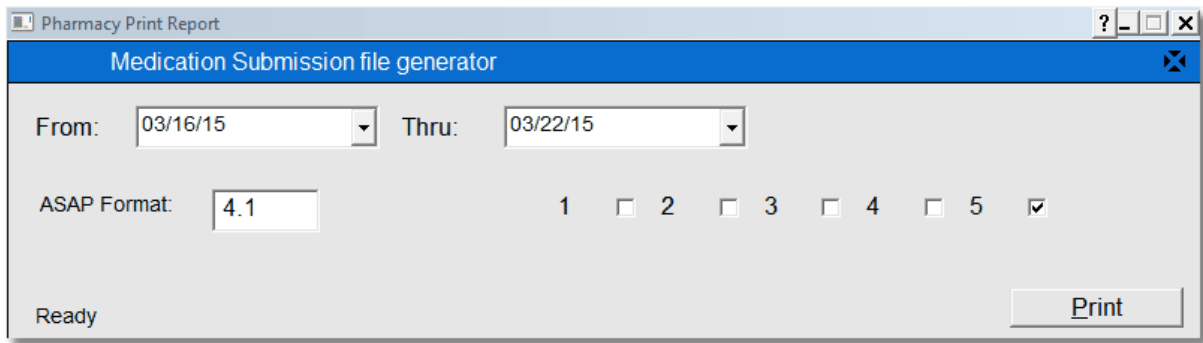 Pharmacy Print Report ?
Medication Submission file generator
From: 03/16/15 Thru: 03/22/15
ASAP Format: 4.1 1 2 3 4 5
Ready Print